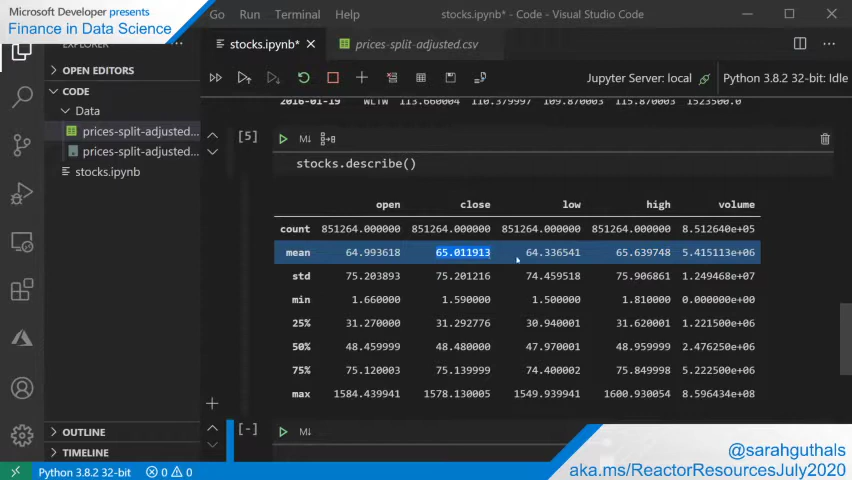 Microsoft Developer presents
Finance in Data Science
Go Run Terminal Help
stocks.ipynb* - Code - Visual Studio Code
EXPLORER
stocks.ipynb*
prices-split-adjusted.csv
OPEN EDITORS
CODE
Data
prices-split-adjusted...
prices-split-adjusted...
stocks.ipynb
OUTLINE
TIMELINE
Jupyter Server: local
Python 3.8.2 32-bit: Idle
2016-01-19 WLTW 113.660004 110.379997 109.870003 115.870003 1523500.0
[5]
M↓
stocks.describe()
open close low high volume
count 851264.000000 851264.000000 851264.000000 851264.000000 8.512640e+05
mean 64.993618 65.011913 64.336541 65.639748 5.415113e+06
std 75.203893 75.201216 74.459518 75.906861 1.249468e+07
min 1.660000 1.590000 1.500000 1.810000 0.000000e+00
25% 31.270000 31.292776 30.940001 31.620001 1.221500e+06
50% 48.459999 48.480000 47.970001 48.959999 2.476250e+06
75% 75.120003 75.139999 74.400002 75.849998 5.222500e+06
max 1584.439941 1578.130005 1549.939941 1600.930054 8.596434e+08
[-]
M↓
@sarahguthals
aka.ms/ReactorResourcesJuly2020
Python 3.8.2 32-bit
0
0